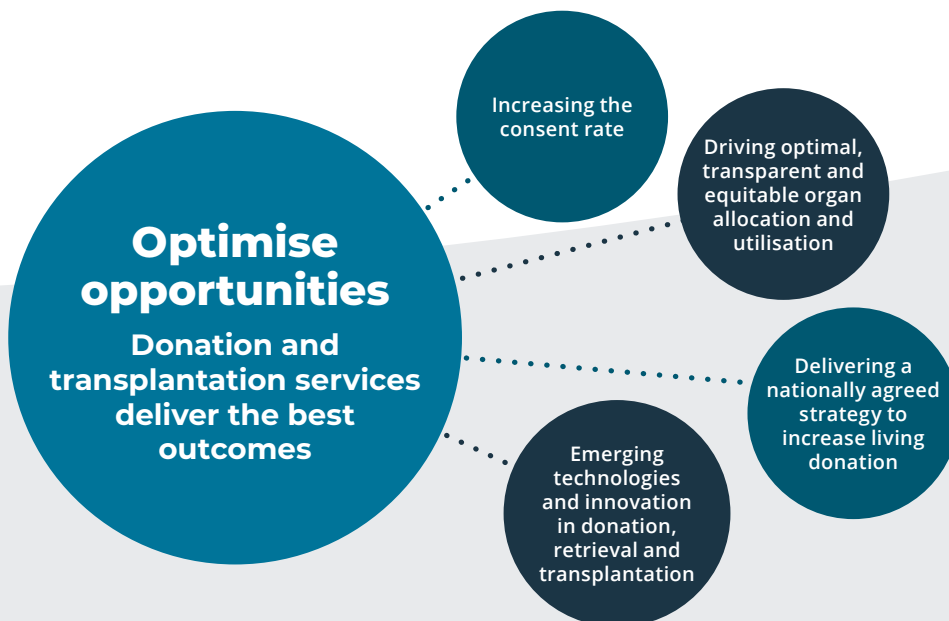 Optimise
opportunities
Donation and
transplantation services
deliver the best
outcomes
Increasing the
consent rate
Driving optimal,
transparent and
equitable organ
allocation and
utilisation
Delivering a
nationally agreed
strategy to
increase living
donation
Emerging
technologies
and innovation
in donation,
retrieval and
transplantation